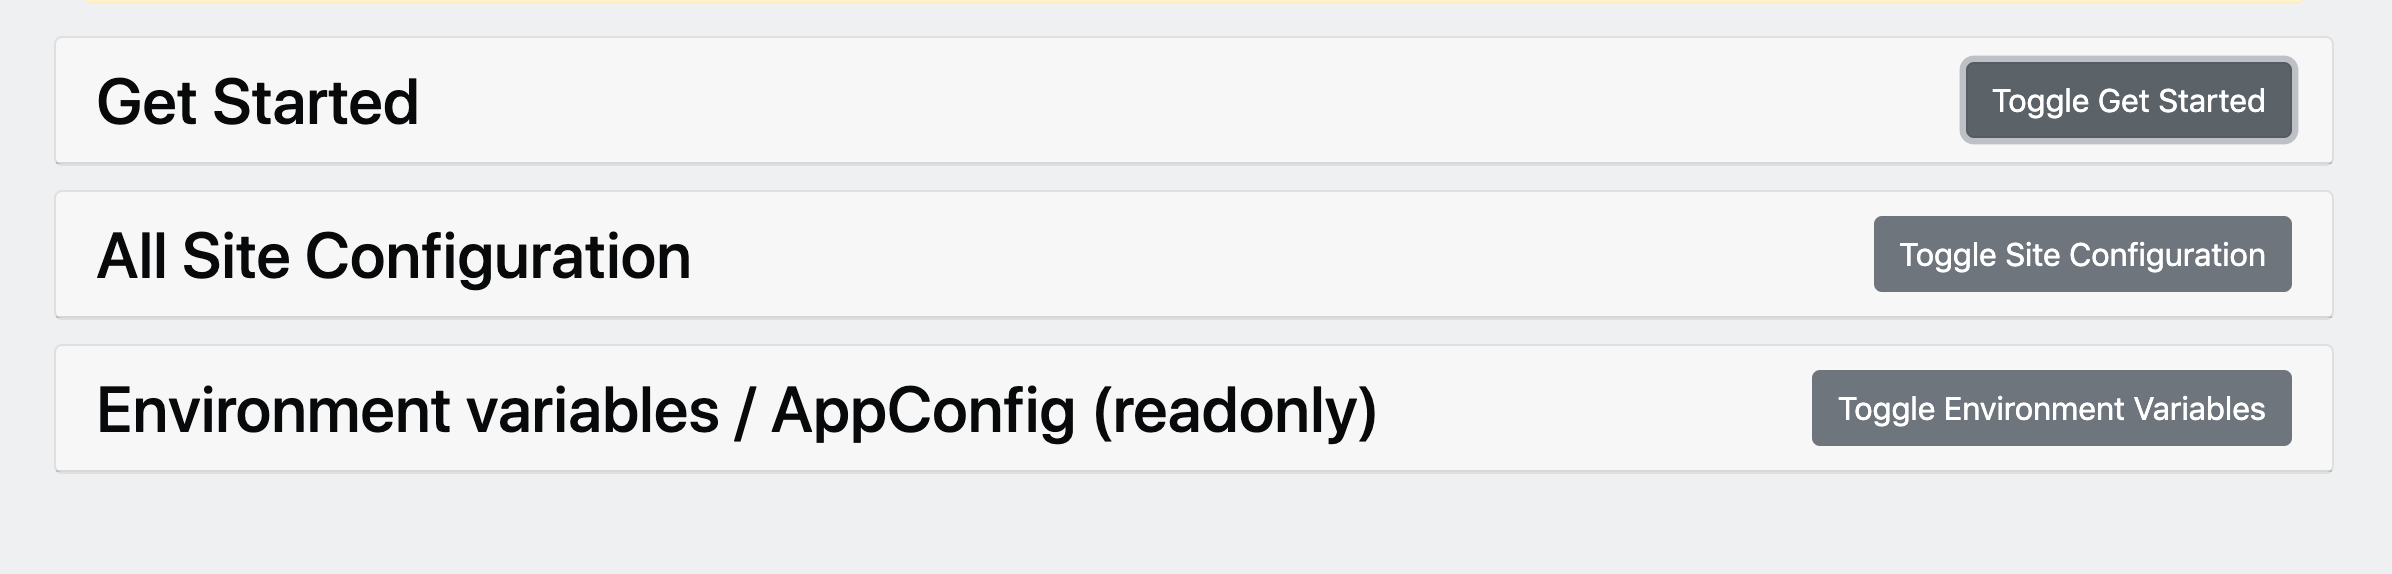 Get Started
Toggle Get Started
All Site Configuration
Toggle Site Configuration
Environment variables / AppConfig (readonly)
Toggle Environment Variables